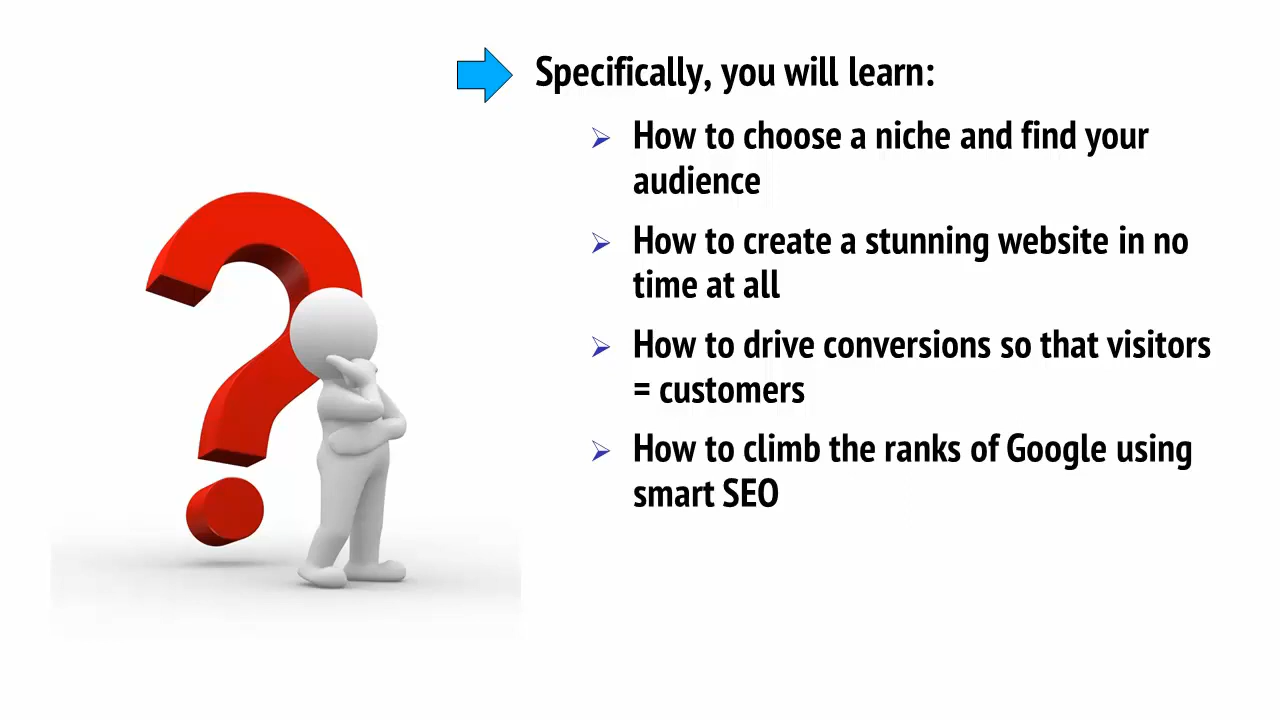 Specifically, you will learn:
How to choose a niche and find your
audience
How to create a stunning website in no
time at all
How to drive conversions so that visitors
= customers
How to climb the ranks of Google using
smart SEO